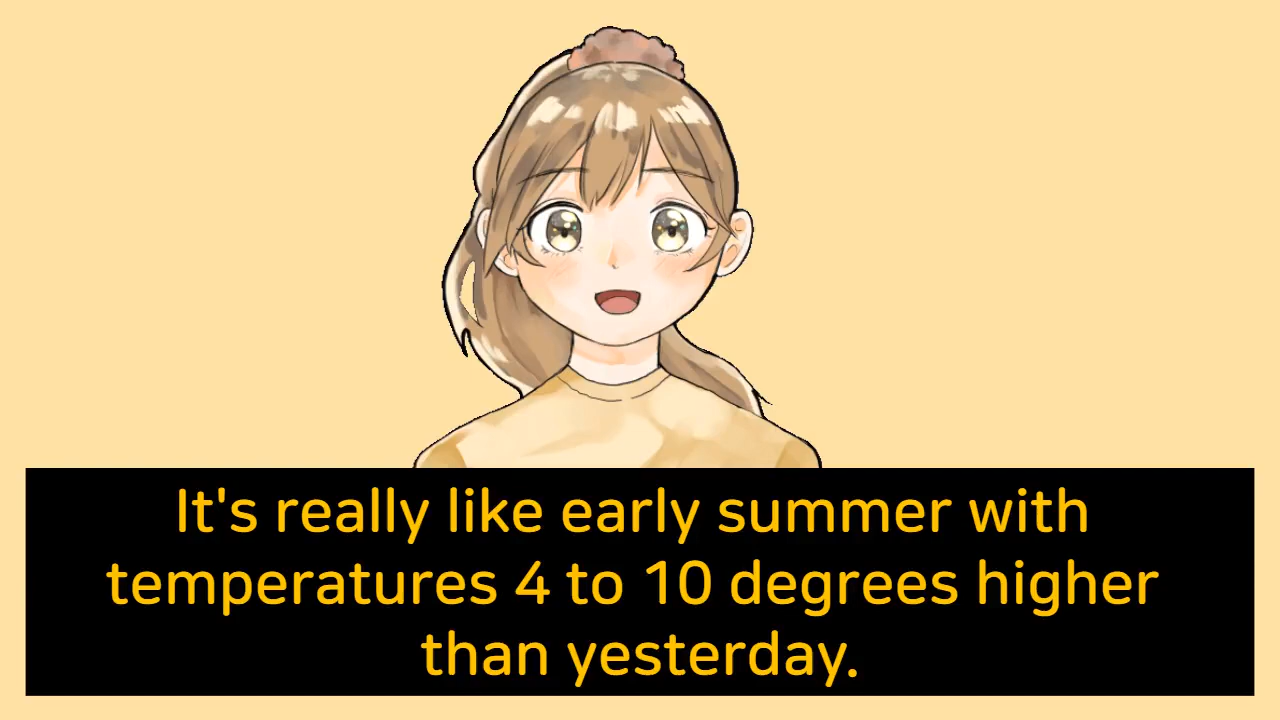 It's really like early summer with
temperatures 4 to 10 degrees higher
than yesterday.